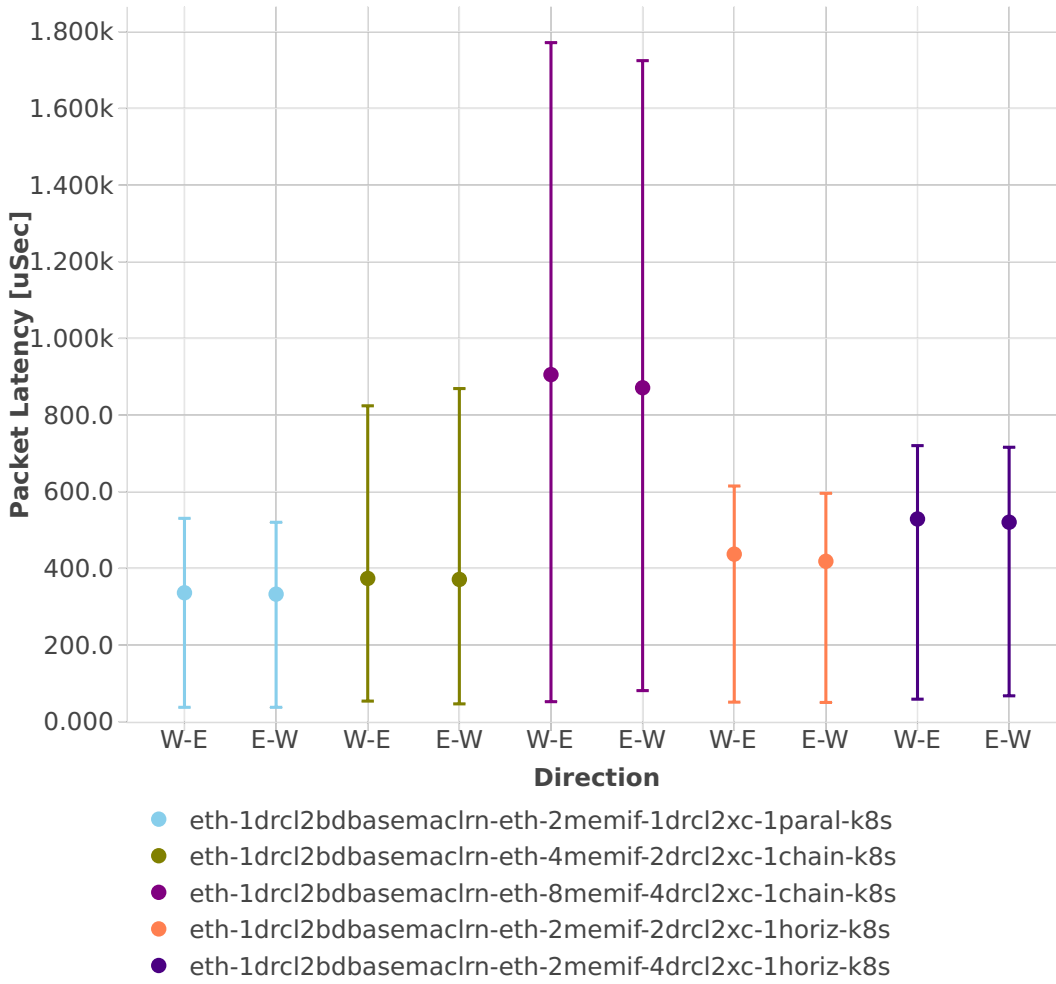 1.800k
1.600k
1.400k
1.200k
1.000k
800.0
600.0
400.0
200.0
0.000
Packet Latency [uSec]
W-E E-W W-E E-W W-E E-W W-E E-W W-E E-W
Direction
eth-1drcl2bdbasemaclrn-eth-2memif-1drcl2xc-1paral-k8s
eth-1drcl2bdbasemaclrn-eth-4memif-2drcl2xc-1chain-k8s
eth-1drcl2bdbasemaclrn-eth-8memif-4drcl2xc-1chain-k8s
eth-1drcl2bdbasemaclrn-eth-2memif-2drcl2xc-1horiz-k8s
eth-1drcl2bdbasemaclrn-eth-2memif-4drcl2xc-1horiz-k8s